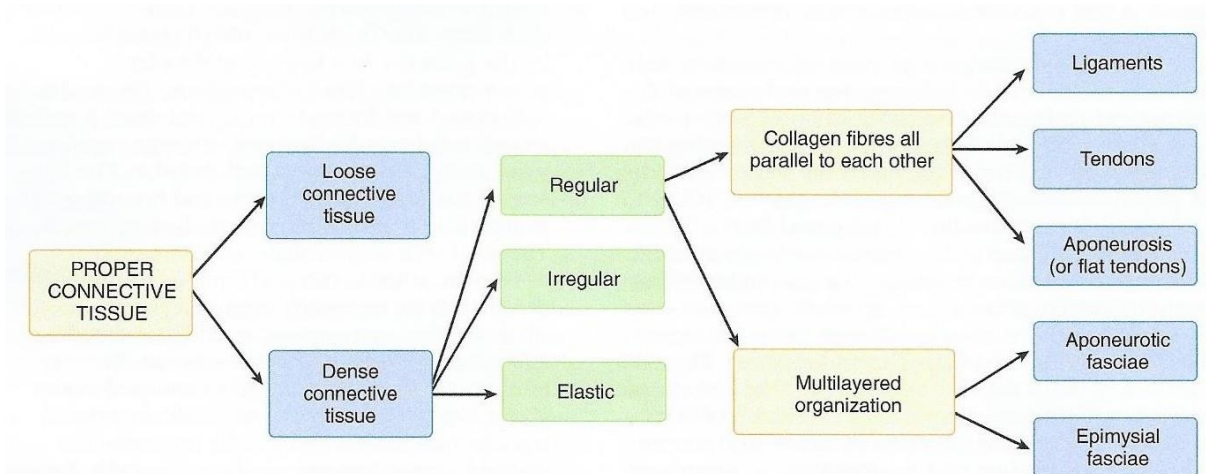 PROPER
CONNECTIVE
TISSUE
Loose
connective
tissue
Dense
connective
tissue
Regular
Irregular
Elastic
Collagen fibres all
parallel to each other
Multilayered
organization
Ligaments
Tendons
Aponeurosis
(or flat tendons)
Aponeurotic
fasciae
Epimysial
fasciae